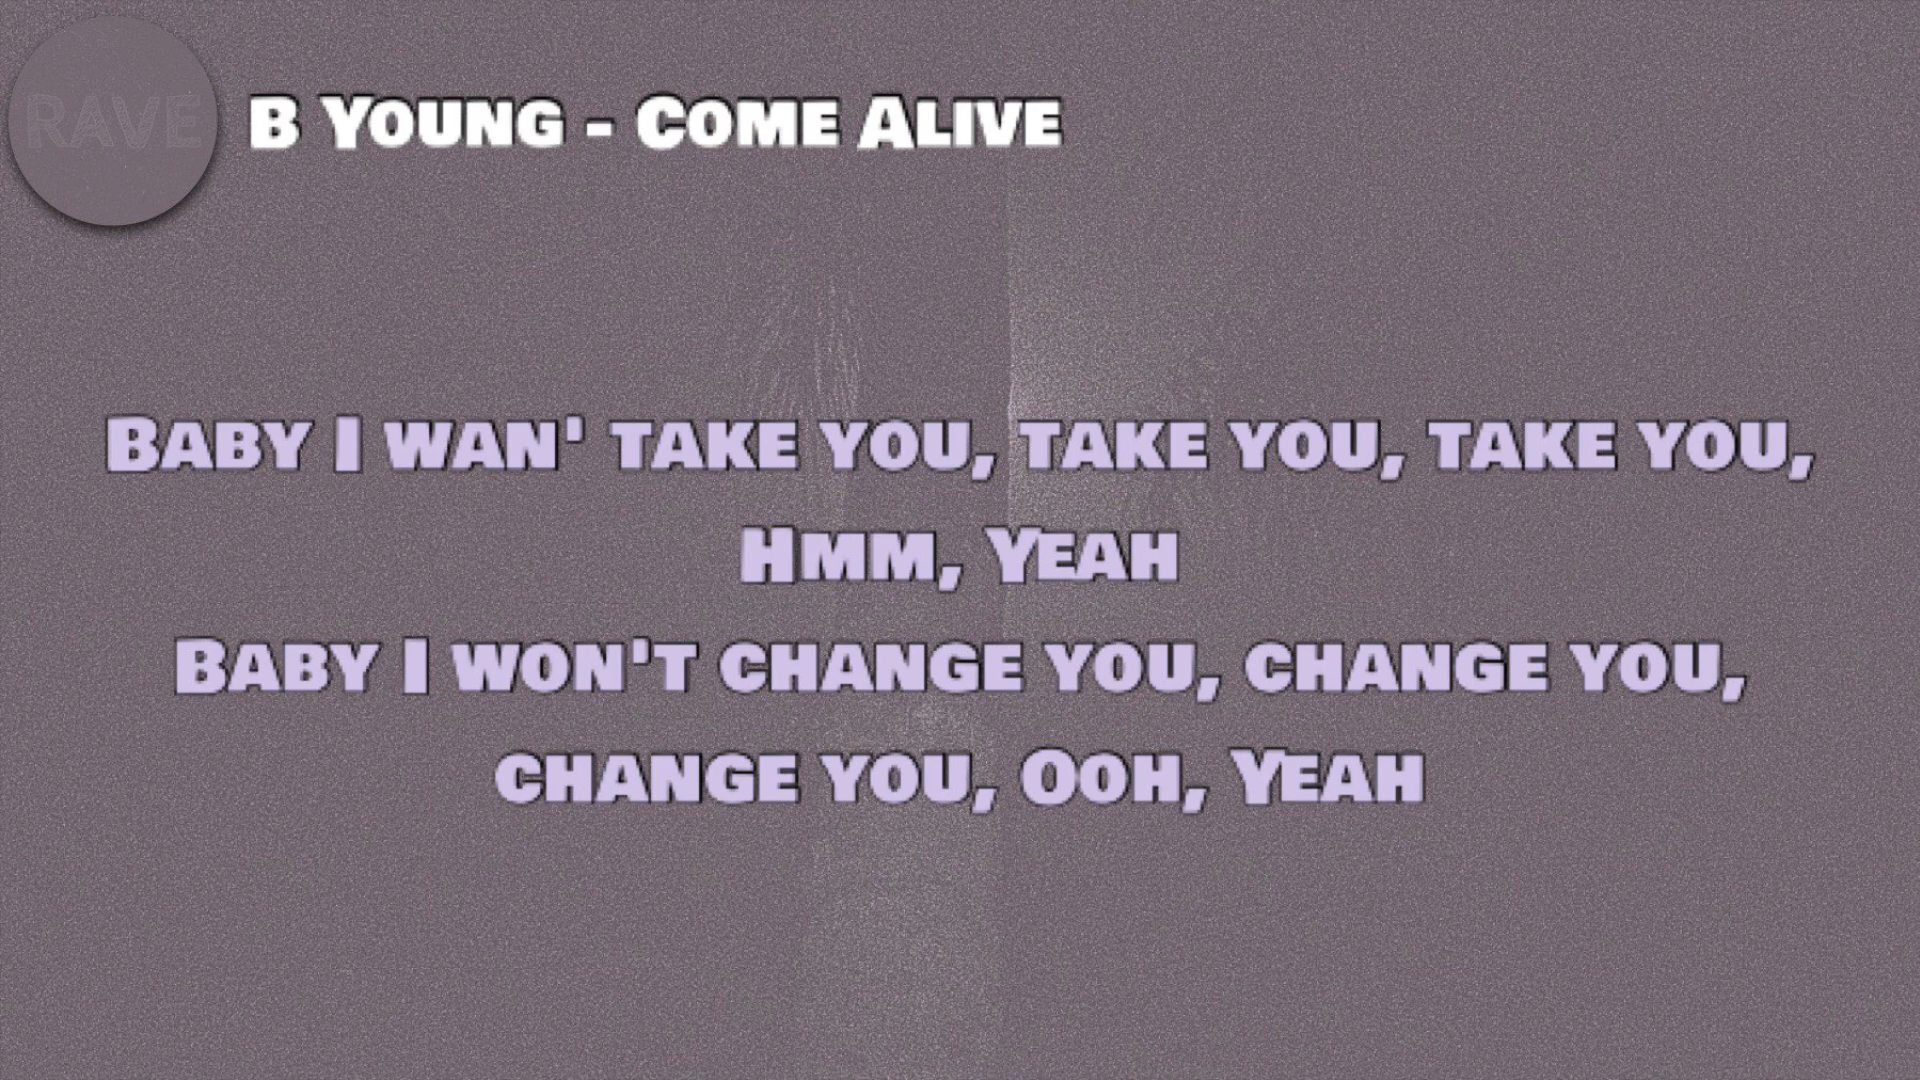 RAVE
B Young - Come Alive
Baby I wan' take you, take you, take you,
Hmm, Yeah
Baby I won't change you, change you,
change you, Ooh, Yeah